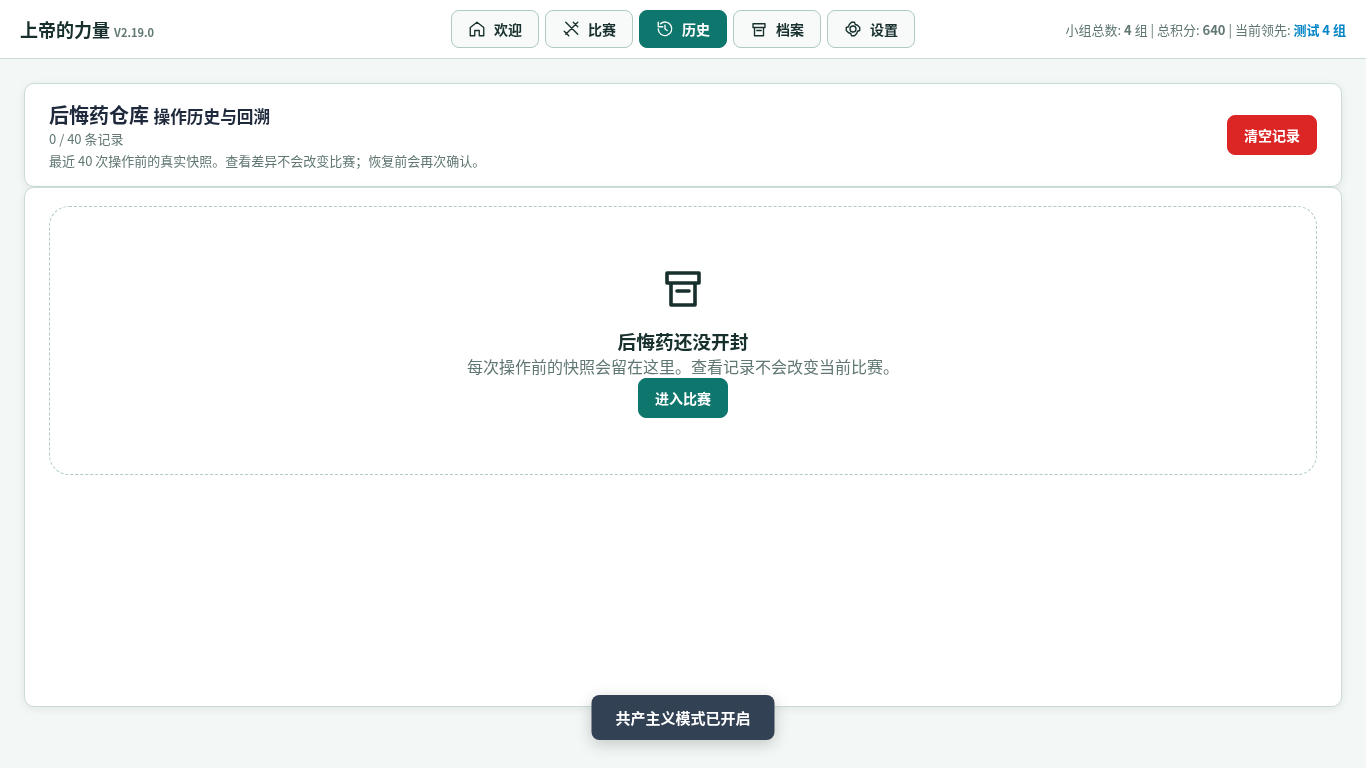 上帝的力量 V2.19.0
欢迎
比赛
历史
档案
设置
小组总数: 4 组 | 总积分: 640 | 当前领先: 测试 4 组
后悔药仓库 操作历史与回溯
0 / 40 条记录
最近 40 次操作前的真实快照。查看差异不会改变比赛；恢复前会再次确认。
清空记录
后悔药还没开封
每次操作前的快照会留在这里。查看记录不会改变当前比赛。
进入比赛
共产主义模式已开启